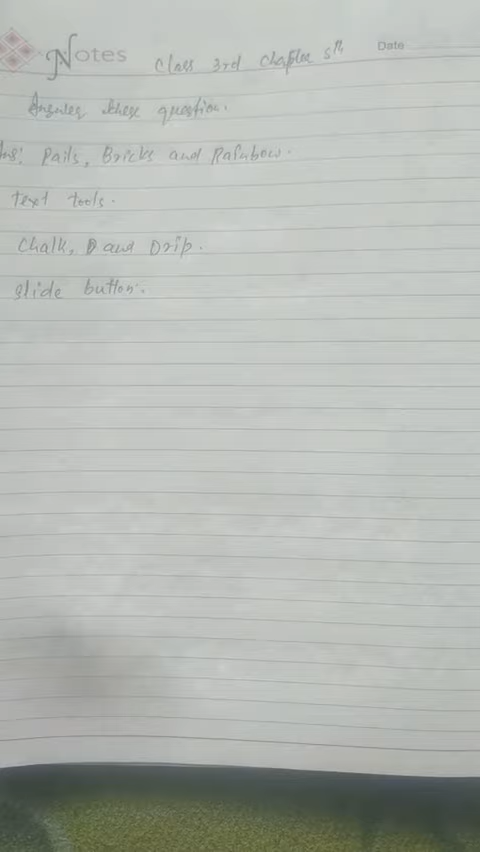 Notes Class 3rd Chapter 5th Date
Answer these question.
Ans: Rails, Bricks and Rainbow.
Text tools.
Chalk, and Drip.
Slide button.